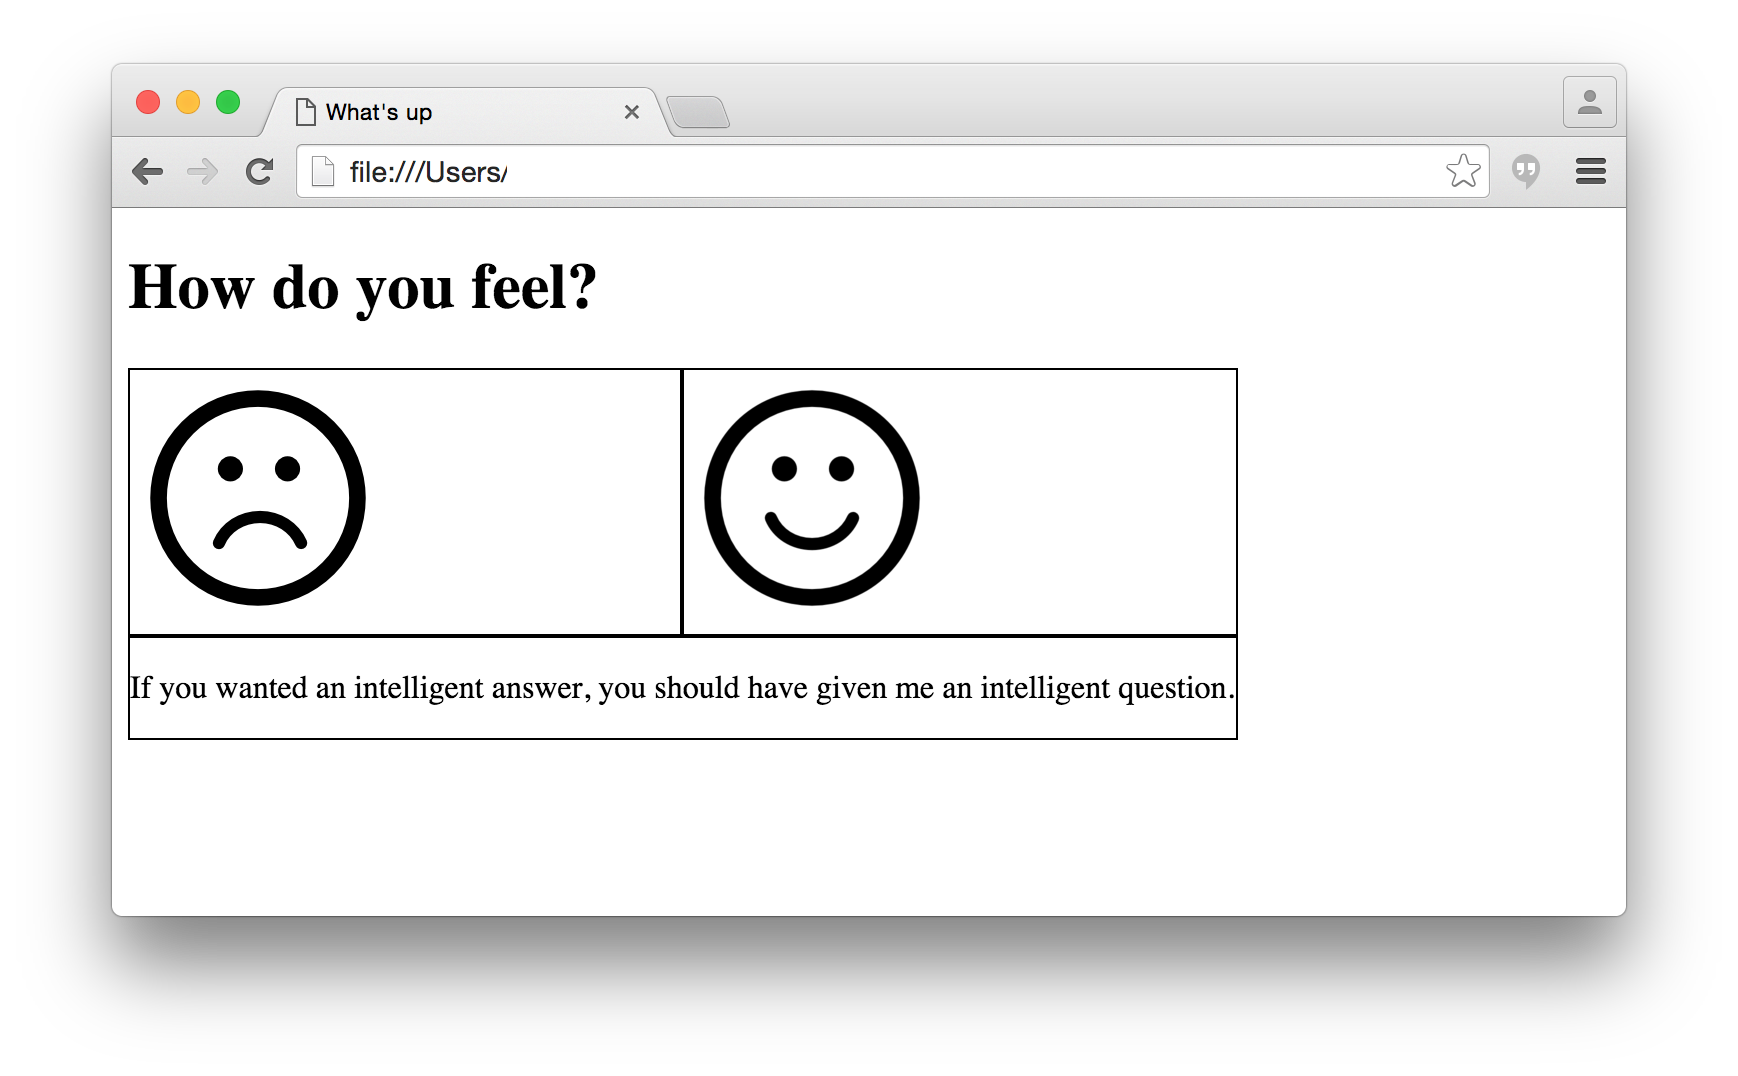 What's up
file:///Users/
How do you feel?
If you wanted an intelligent answer, you should have given me an intelligent question.